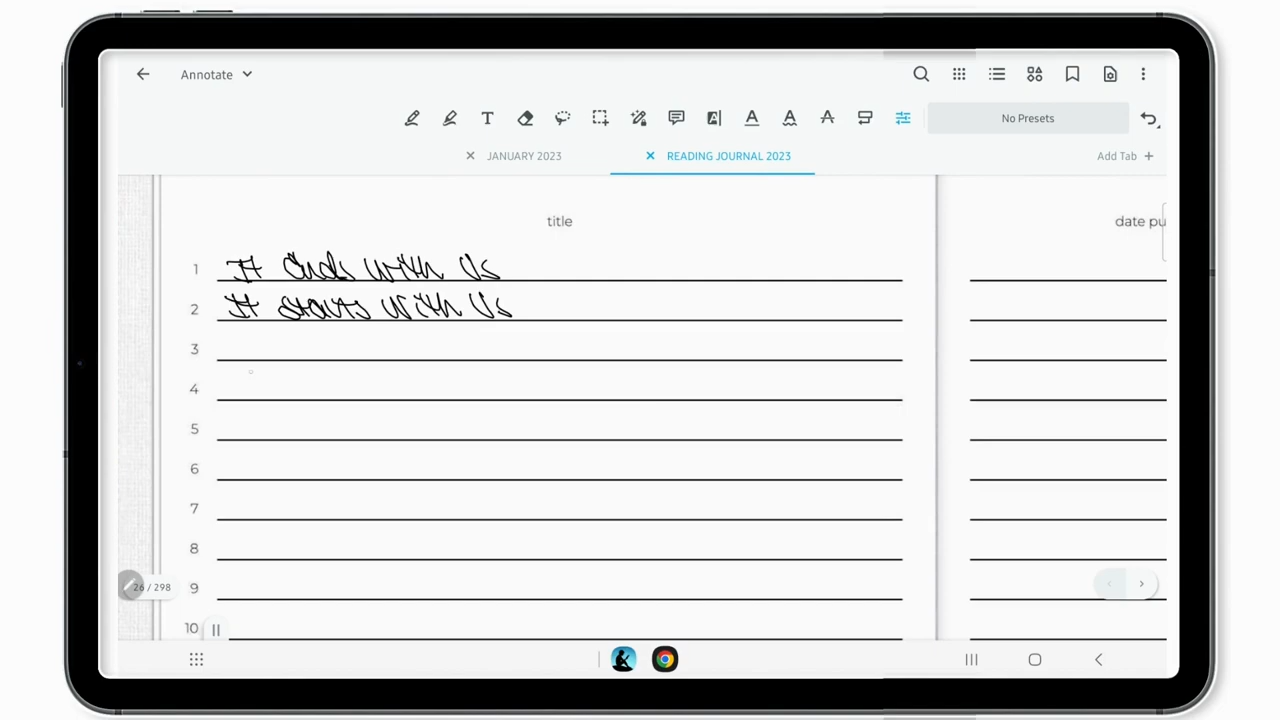 Annotate
No Presets
JANUARY 2023
READING JOURNAL 2023
Add Tab +
title
date pu
1 It Ends with Us
2 It starts with Us
3
4
5
6
7
8
26 / 298
9
10